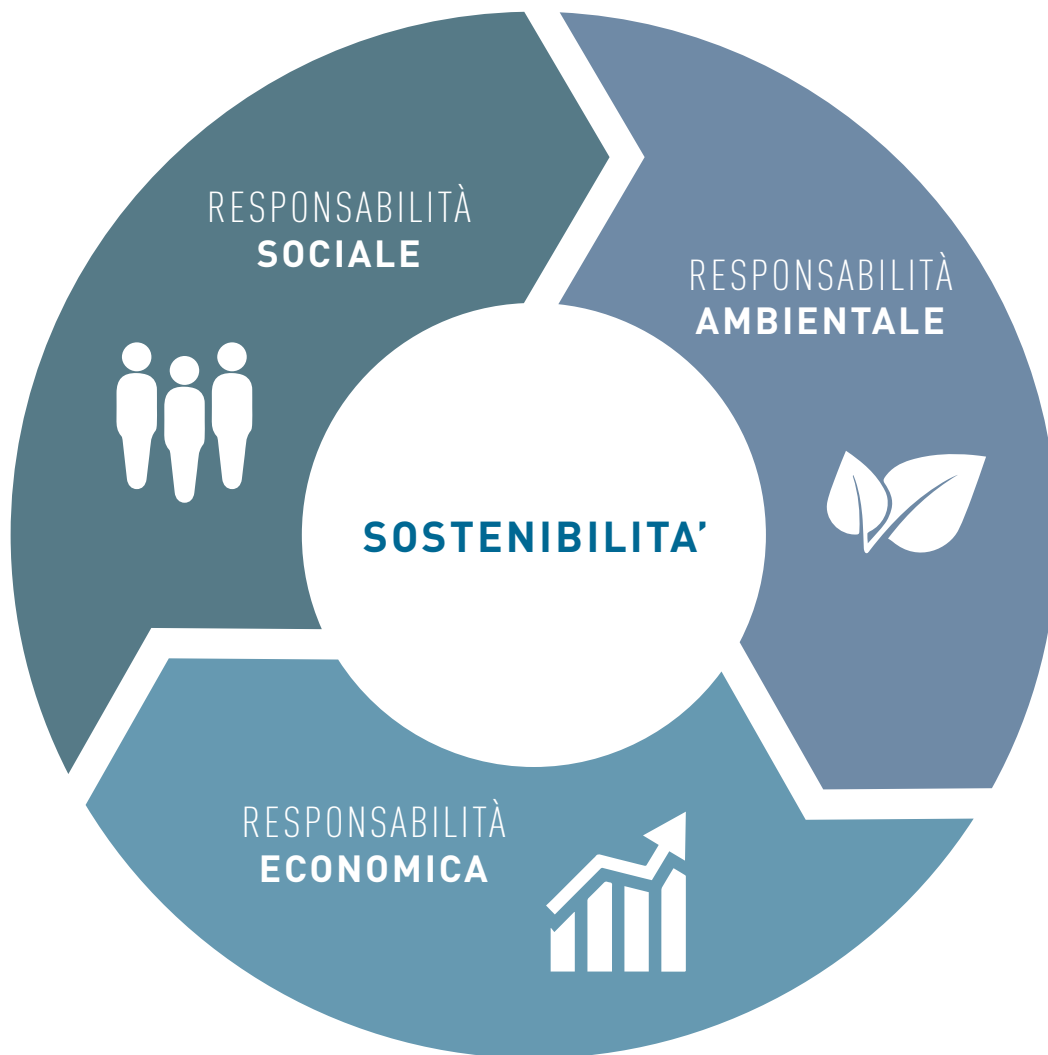 RESPONSABILITÀ
SOCIALE
RESPONSABILITÀ
AMBIENTALE
SOSTENIBILITA’
RESPONSABILITÀ
ECONOMICA